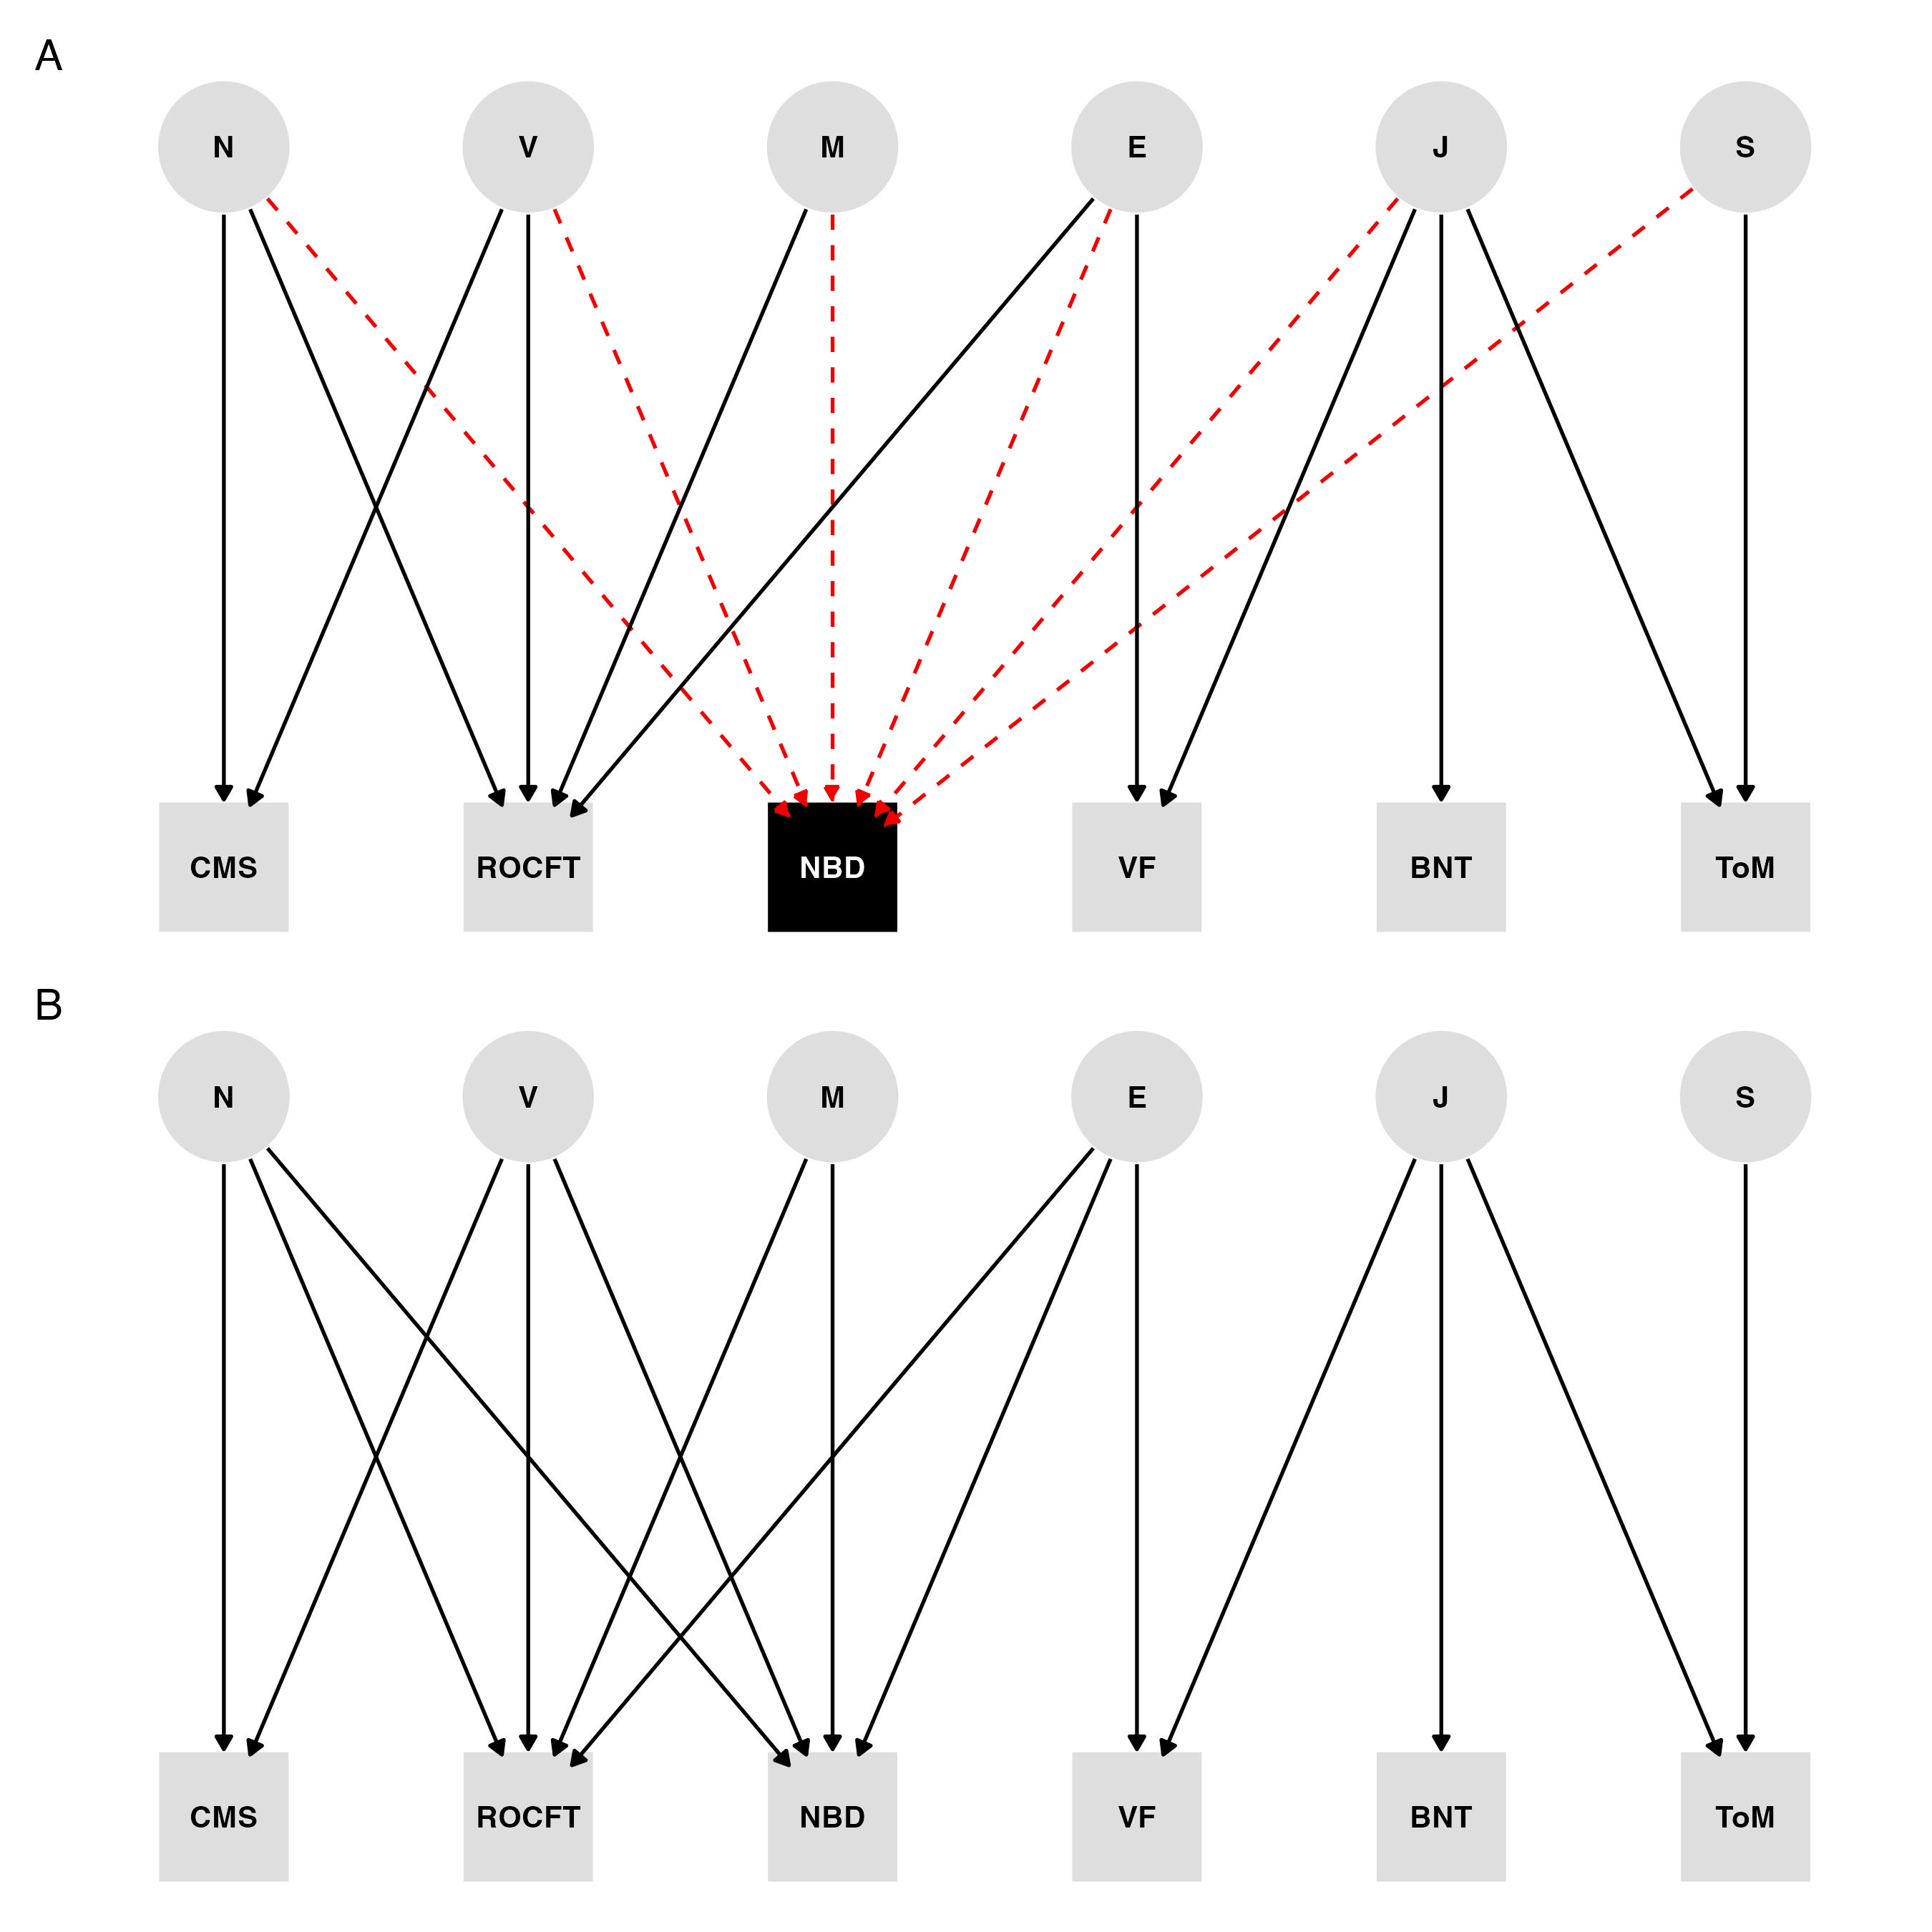 A
N V M E J S
CMS ROCFT NBD VF BNT ToM
B
N V M E J S
CMS ROCFT NBD VF BNT ToM